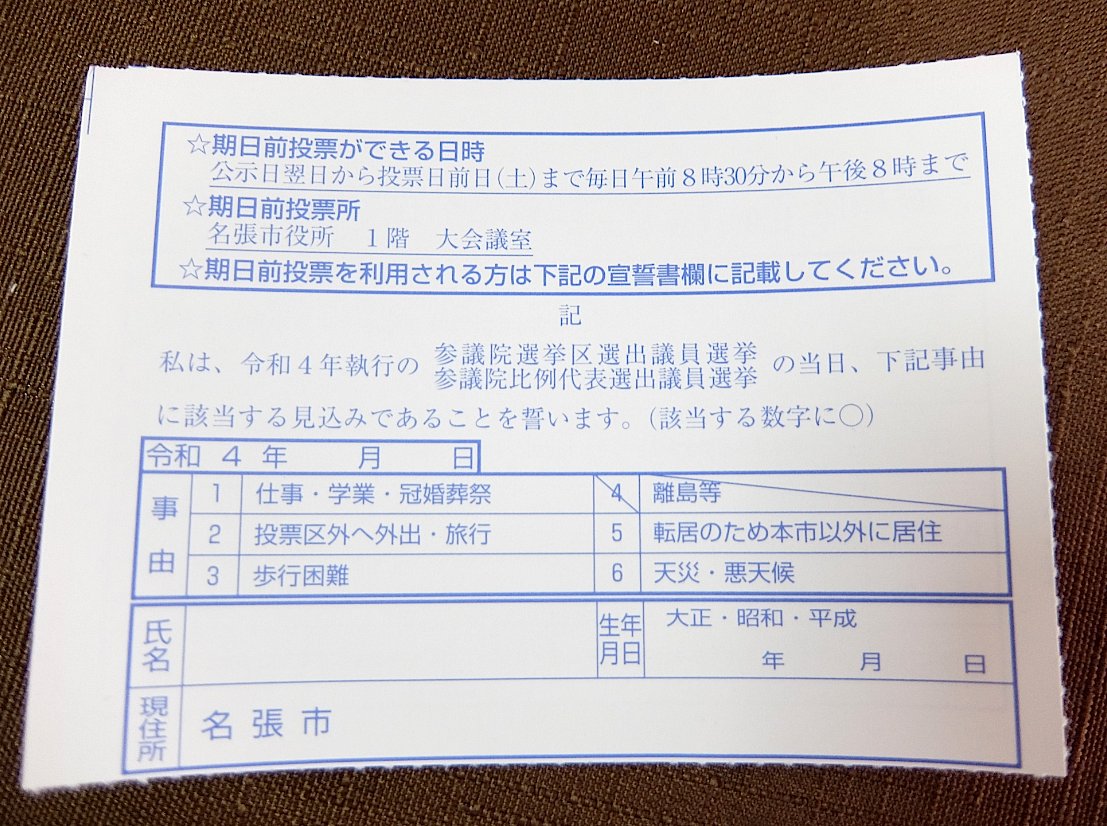 ☆期日前投票ができる日時
公示日翌日から投票日前日(土)まで毎日午前8時30分から午後8時まで
☆期日前投票所
名張市役所　1階　大会議室
☆期日前投票を利用される方は下記の宣誓書欄に記載してください。
記
私は、令和4年執行の 参議院選挙区選出議員選挙 の当日、下記事由
参議院比例代表選出議員選挙
に該当する見込みであることを誓います。(該当する数字に○)
令和 4 年　　月　　日
事由
1 仕事・学業・冠婚葬祭 4 離島等
2 投票区外へ外出・旅行 5 転居のため本市以外に居住
3 歩行困難 6 天災・悪天候
氏名 生年月日 大正・昭和・平成
年　　月　　日
現住所 名張市